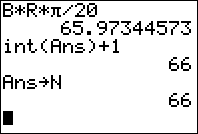 B*R*π/20
65.97344573
int(Ans)+1
66
Ans→N
66